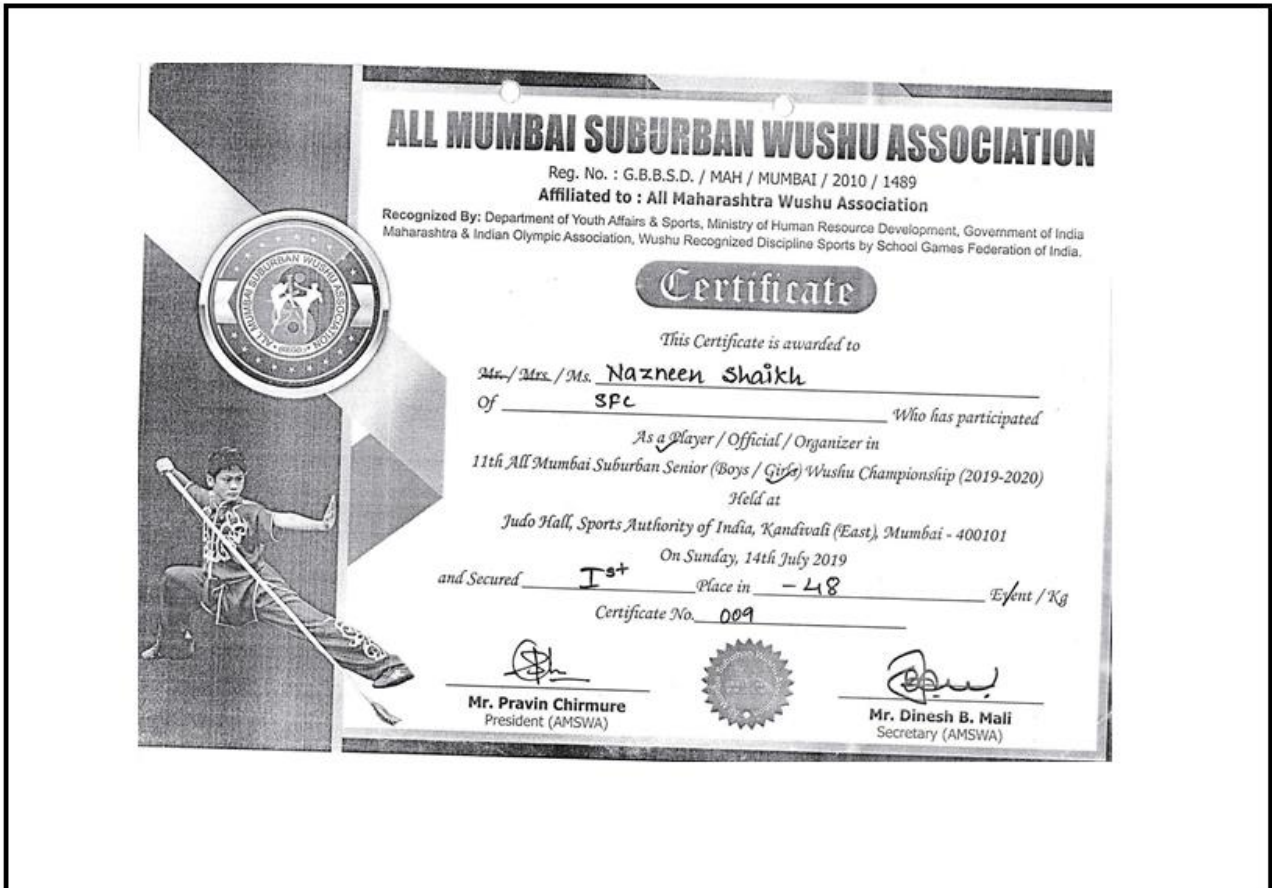 ALL MUMBAI SUBURBAN WUSHU ASSOCIATION
Reg. No. : G.B.B.S.D. / MAH / MUMBAI / 2010 / 1489
Affiliated to : All Maharashtra Wushu Association
Recognized By: Department of Youth Affairs & Sports, Ministry of Human Resource Development, Government of India
Maharashtra & Indian Olympic Association, Wushu Recognized Discipline Sports by School Games Federation of India.
ALL MUMBAI SUBURBAN WUSHU ASSOCIATION
Certificate
This Certificate is awarded to
Mr. / Mrs. / Ms. Nazneen Shaikh
Of SFC Who has participated
As a Player / Official / Organizer in
11th All Mumbai Suburban Senior (Boys / Girls) Wushu Championship (2019-2020)
Held at
Judo Hall, Sports Authority of India, Kandivali (East), Mumbai - 400101
On Sunday, 14th July 2019
and Secured Ist Place in - 48 Event / Kg
Certificate No. 009
Mr. Pravin Chirmure
President (AMSWA)
Mr. Dinesh B. Mali
Secretary (AMSWA)